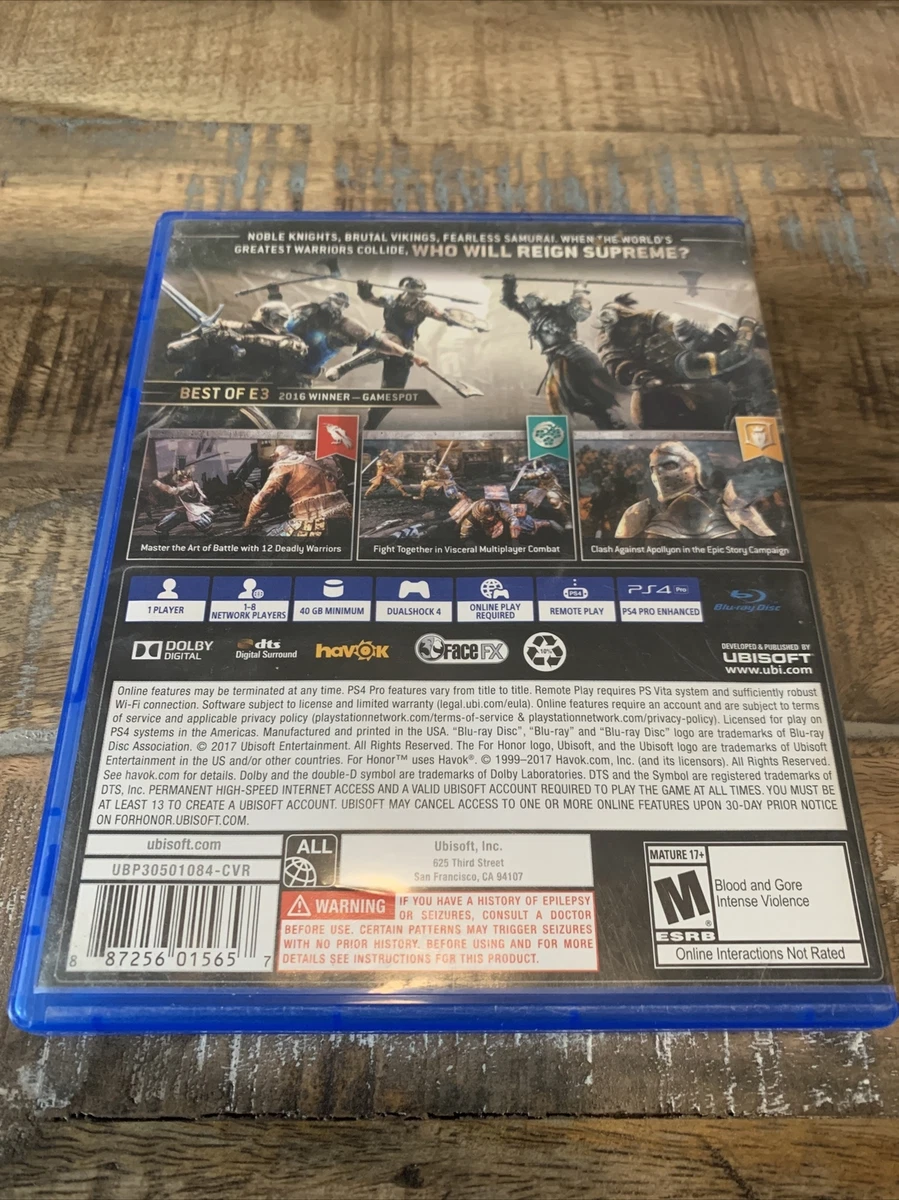 NOBLE KNIGHTS, BRUTAL VIKINGS, FEARLESS SAMURAI. WHEN THE WORLD'S
GREATEST WARRIORS COLLIDE, WHO WILL REIGN SUPREME?
BEST OF E3 2016 WINNER — GAMESPOT
Master the Art of Battle with 12 Deadly Warriors
Fight Together in Visceral Multiplayer Combat
Clash Against Apollyon in the Epic Story Campaign
1 PLAYER
1-8
NETWORK PLAYERS
40 GB MINIMUM
DUALSHOCK 4
ONLINE PLAY
REQUIRED
PS4
REMOTE PLAY
PS4 Pro
PS4 PRO ENHANCED
Blu-ray Disc
DOLBY
DIGITAL
dts
Digital Surround
havok
FaceFX
DEVELOPED & PUBLISHED BY
UBISOFT
www.ubi.com
Online features may be terminated at any time. PS4 Pro features vary from title to title. Remote Play requires PS Vita system and sufficiently robust
Wi-Fi connection. Software subject to license and limited warranty (legal.ubi.com/eula). Online features require an account and are subject to terms
of service and applicable privacy policy (playstationnetwork.com/terms-of-service & playstationnetwork.com/privacy-policy). Licensed for play on
PS4 systems in the Americas. Manufactured and printed in the USA. “Blu-ray Disc”, “Blu-ray” and “Blu-ray Disc” logo are trademarks of Blu-ray
Disc Association. © 2017 Ubisoft Entertainment. All Rights Reserved. The For Honor logo, Ubisoft, and the Ubisoft logo are trademarks of Ubisoft
Entertainment in the US and/or other countries. For Honor™ uses Havok®. © 1999–2017 Havok.com, Inc. (and its licensors). All Rights Reserved.
See havok.com for details. Dolby and the double-D symbol are trademarks of Dolby Laboratories. DTS and the Symbol are registered trademarks of
DTS, Inc. PERMANENT HIGH-SPEED INTERNET ACCESS AND A VALID UBISOFT ACCOUNT REQUIRED TO PLAY THE GAME AT ALL TIMES. YOU MUST BE
AT LEAST 13 TO CREATE A UBISOFT ACCOUNT. UBISOFT MAY CANCEL ACCESS TO ONE OR MORE ONLINE FEATURES UPON 30-DAY PRIOR NOTICE
ON FORHONOR.UBISOFT.COM.
ubisoft.com
UBP30501084-CVR
8 87256 01565 7
ALL
Ubisoft, Inc.
625 Third Street
San Francisco, CA 94107
WARNING IF YOU HAVE A HISTORY OF EPILEPSY
OR SEIZURES, CONSULT A DOCTOR
BEFORE USE. CERTAIN PATTERNS MAY TRIGGER SEIZURES
WITH NO PRIOR HISTORY. BEFORE USING AND FOR MORE
DETAILS SEE INSTRUCTIONS FOR THIS PRODUCT.
MATURE 17+
M®
ESRB
Blood and Gore
Intense Violence
Online Interactions Not Rated